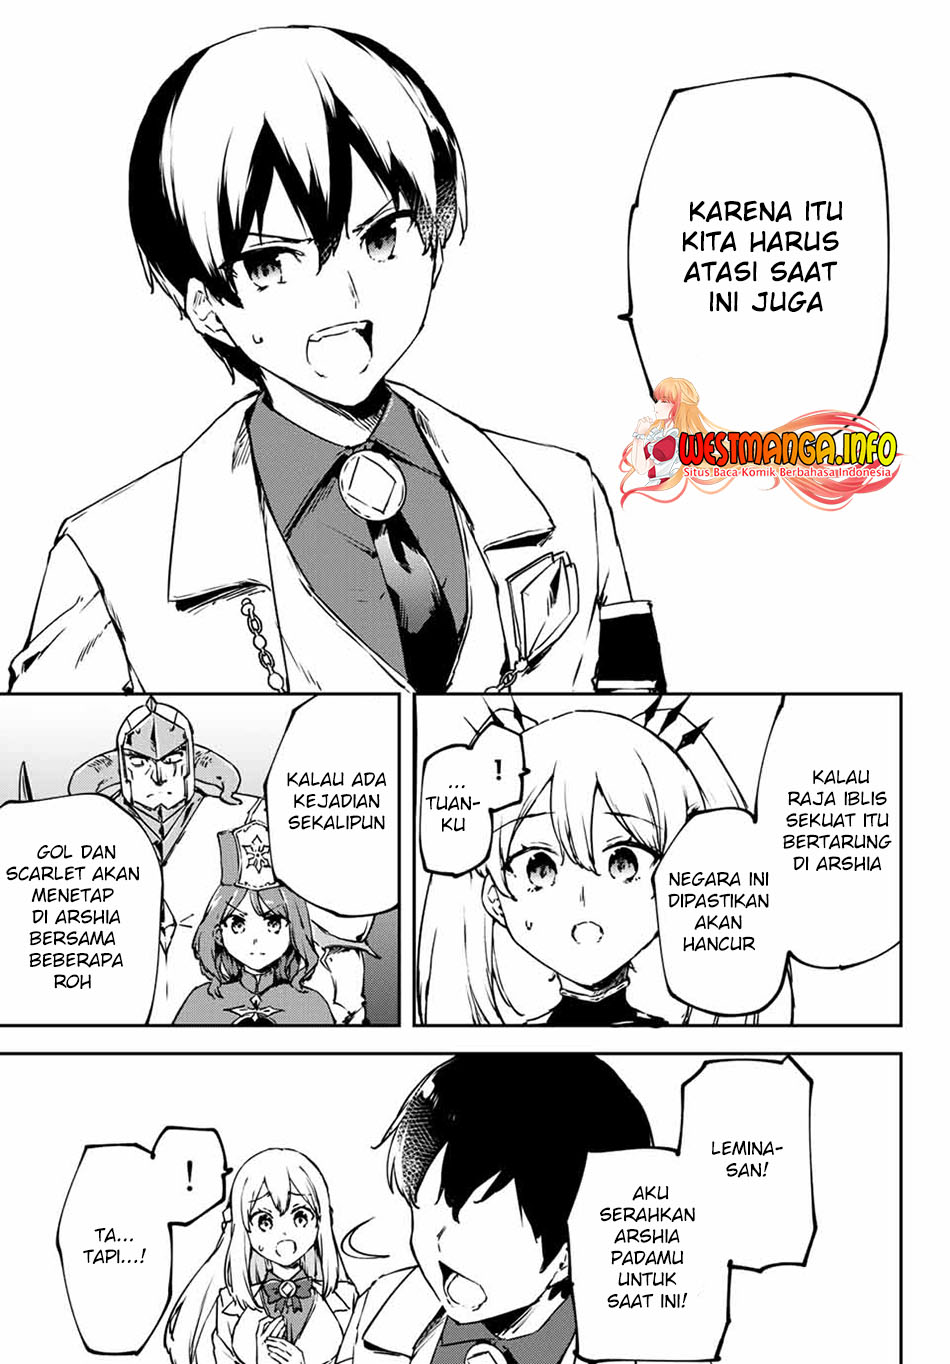 KARENA ITU
KITA HARUS
ATASI SAAT
INI JUGA
WESTMANGA.INFO
Situs Baca Komik Berbahasa Indonesia
KALAU
RAJA IBLIS
SEKUAT ITU
BERTARUNG
DI ARSHIA
NEGARA INI
DIPASTIKAN
AKAN
HANCUR
!
...
TUAN-
KU
KALAU ADA
KEJADIAN
SEKALIPUN
GOL DAN
SCARLET AKAN
MENETAP
DI ARSHIA
BERSAMA
BEBERAPA
ROH
LEMINA-
SAN!
AKU
SERAHKAN
ARSHIA
PADAMU
UNTUK
SAAT INI!
!
TA...
TAPI...!